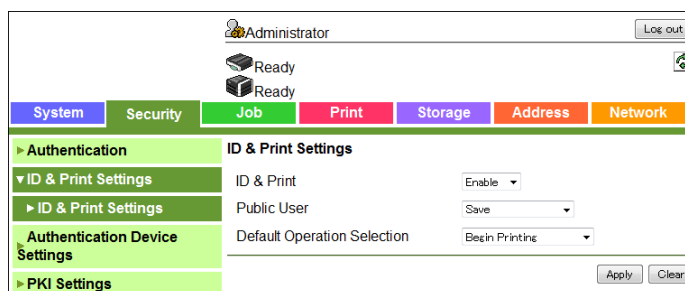 Administrator
Log out
Ready
Ready
System Security Job Print Storage Address Network
Authentication
ID & Print Settings
ID & Print Settings
Authentication Device
Settings
PKI Settings
ID & Print Settings
ID & Print Enable
Public User Save
Default Operation Selection Begin Printing
Apply Clear